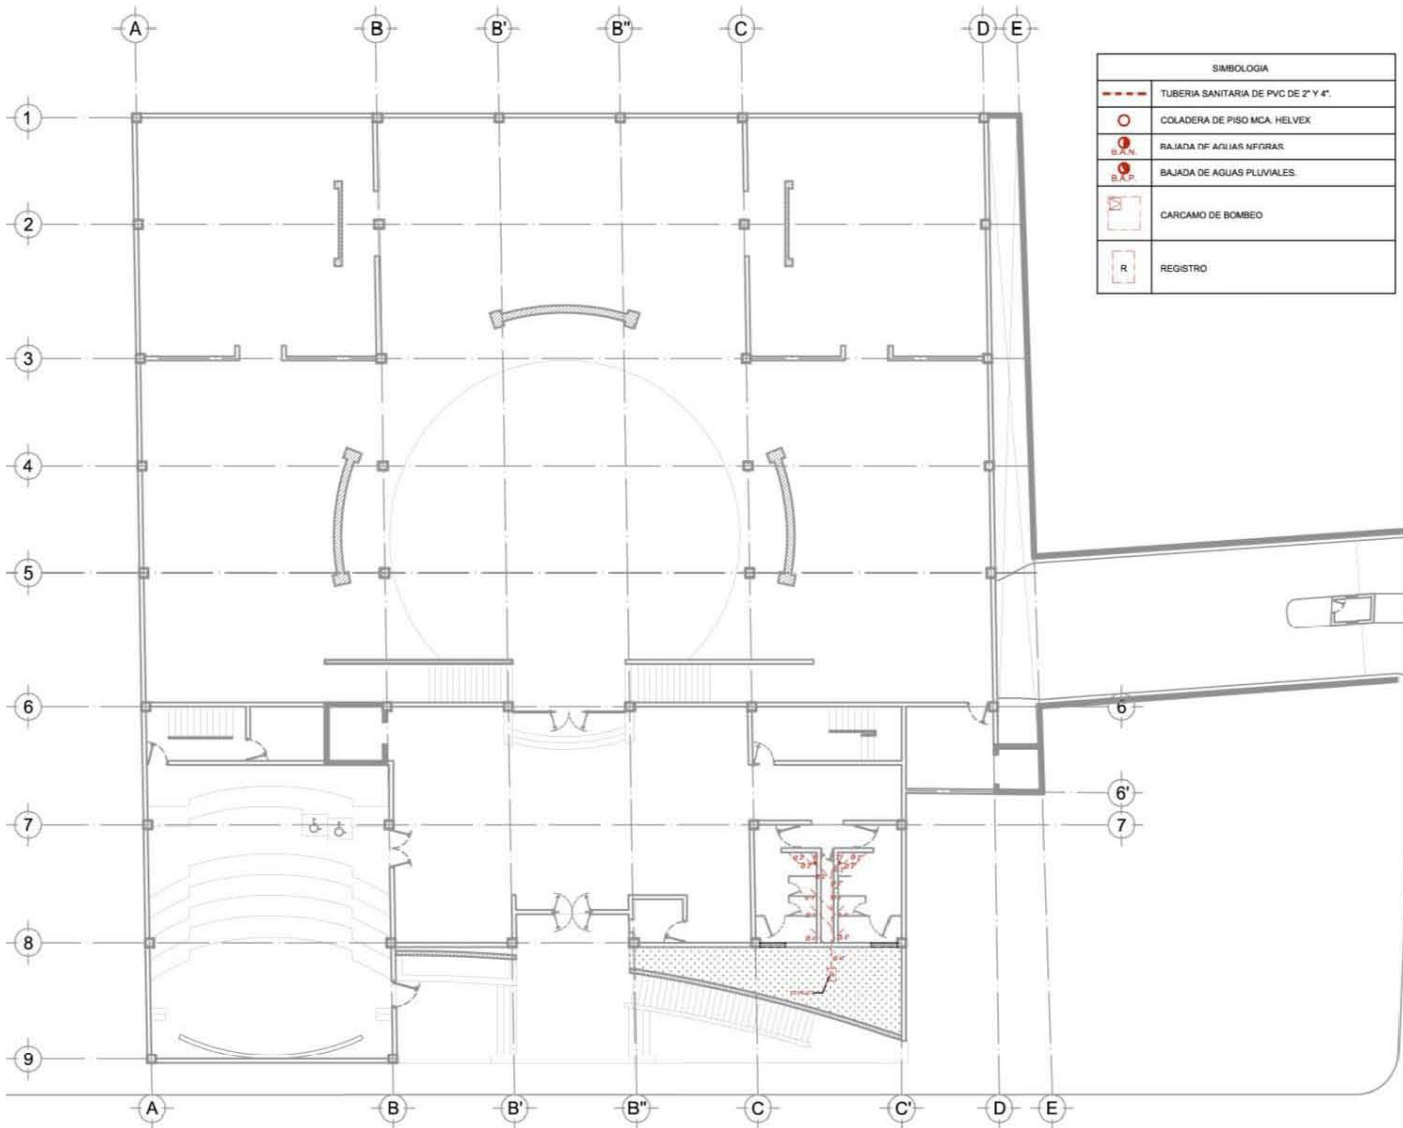 A B B' B" C D E
SIMBOLOGIA
TUBERIA SANITARIA DE PVC DE 2" Y 4".
COLADERA DE PISO MCA. HELVEX
B.A.N. BAJADA DE AGUAS NEGRAS.
B.A.P. BAJADA DE AGUAS PLUVIALES.
CARCAMO DE BOMBEO
R REGISTRO
1
2
3
4
5
6 6
6'
7 7
8
9
A B B' B" C C' D E